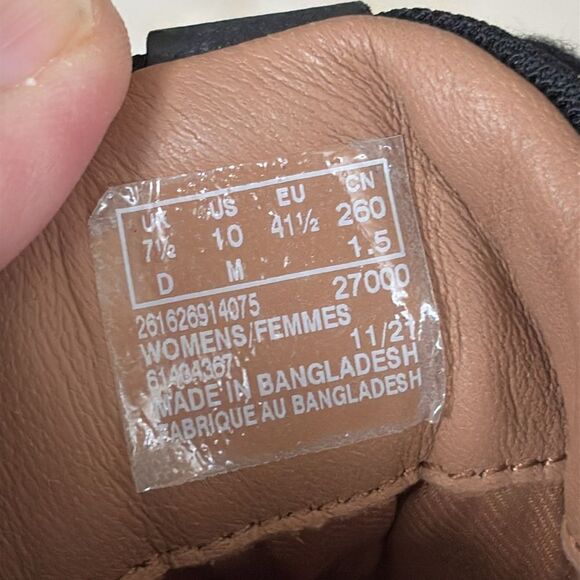 UK US EU CN
7½ 10 41½ 260
D M 1.5
261626914075 27000
WOMENS/FEMMES 11/21
61404367
MADE IN BANGLADESH
FABRIQUE AU BANGLADESH